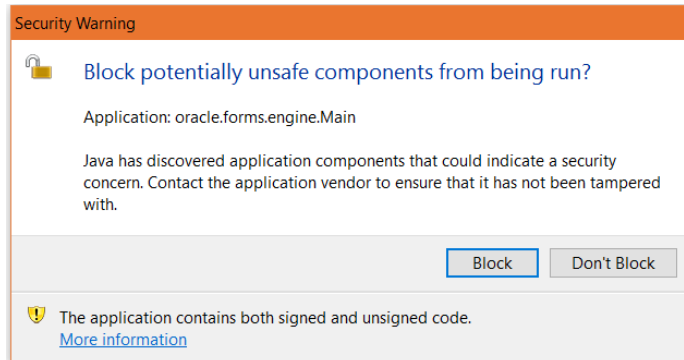 Security Warning
Block potentially unsafe components from being run?
Application: oracle.forms.engine.Main
Java has discovered application components that could indicate a security
concern. Contact the application vendor to ensure that it has not been tampered
with.
Block
Don't Block
The application contains both signed and unsigned code.
More information